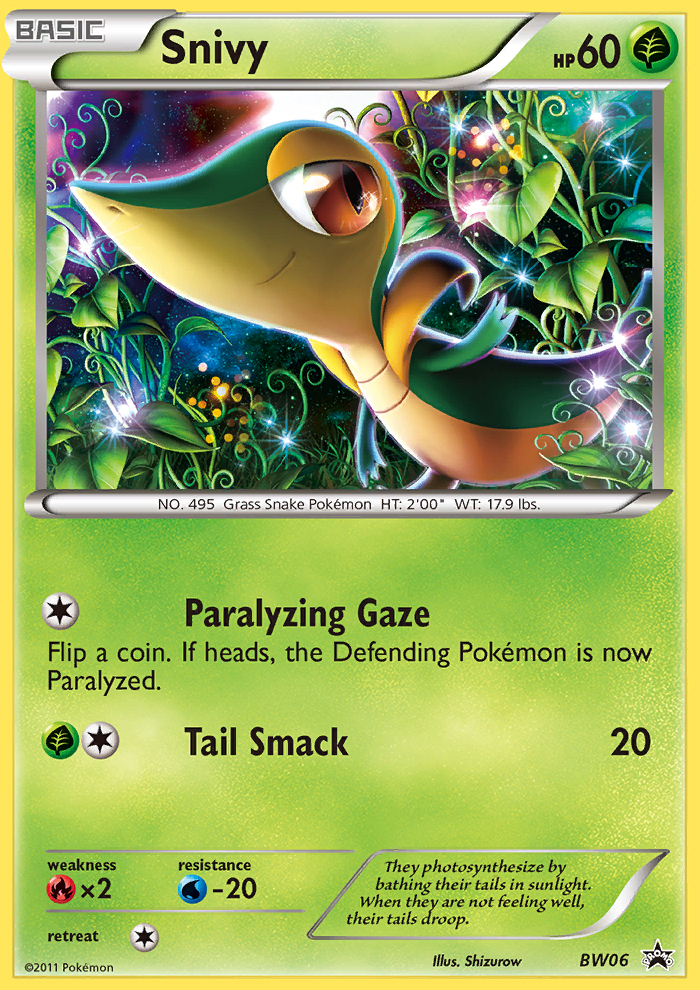 BASIC
Snivy
HP60
NO. 495 Grass Snake Pokémon HT: 2'00" WT: 17.9 lbs.
Paralyzing Gaze
Flip a coin. If heads, the Defending Pokémon is now
Paralyzed.
Tail Smack 20
weakness resistance
×2 -20
They photosynthesize by
bathing their tails in sunlight.
When they are not feeling well,
their tails droop.
retreat
©2011 Pokémon Illus. Shizurow BW06 PROMO